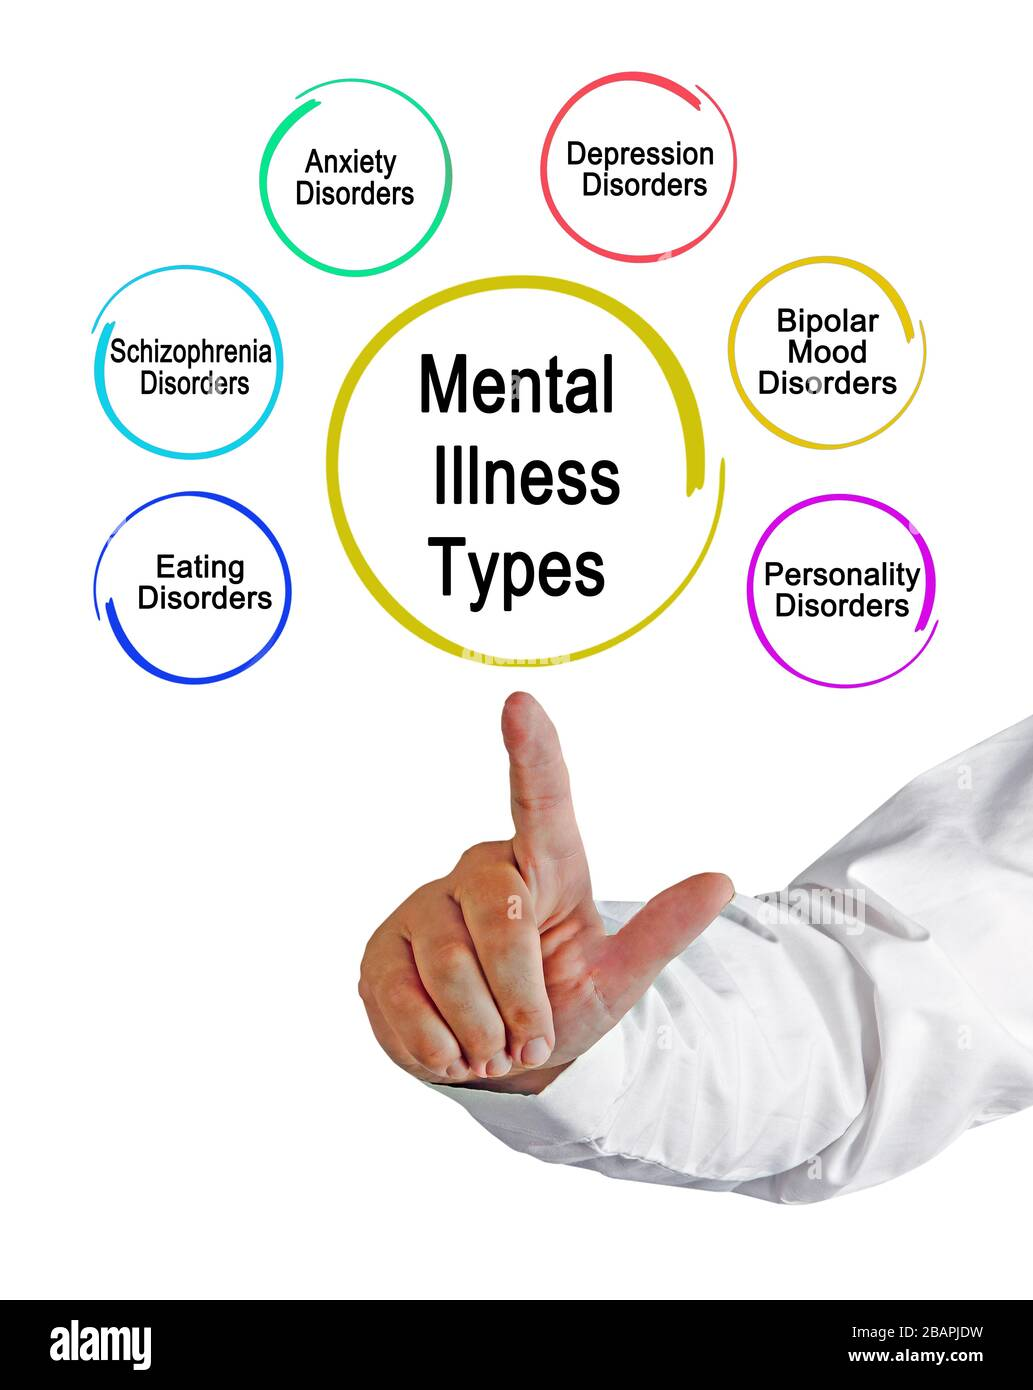 Anxiety
Disorders
Depression
Disorders
Schizophrenia
Disorders
Bipolar
Mood
Disorders
Mental
Illness
Types
Eating
Disorders
Personality
Disorders
alamy
alamy
a
a
a
a
a
alamy
Image ID: 2BAPJDW
www.alamy.com